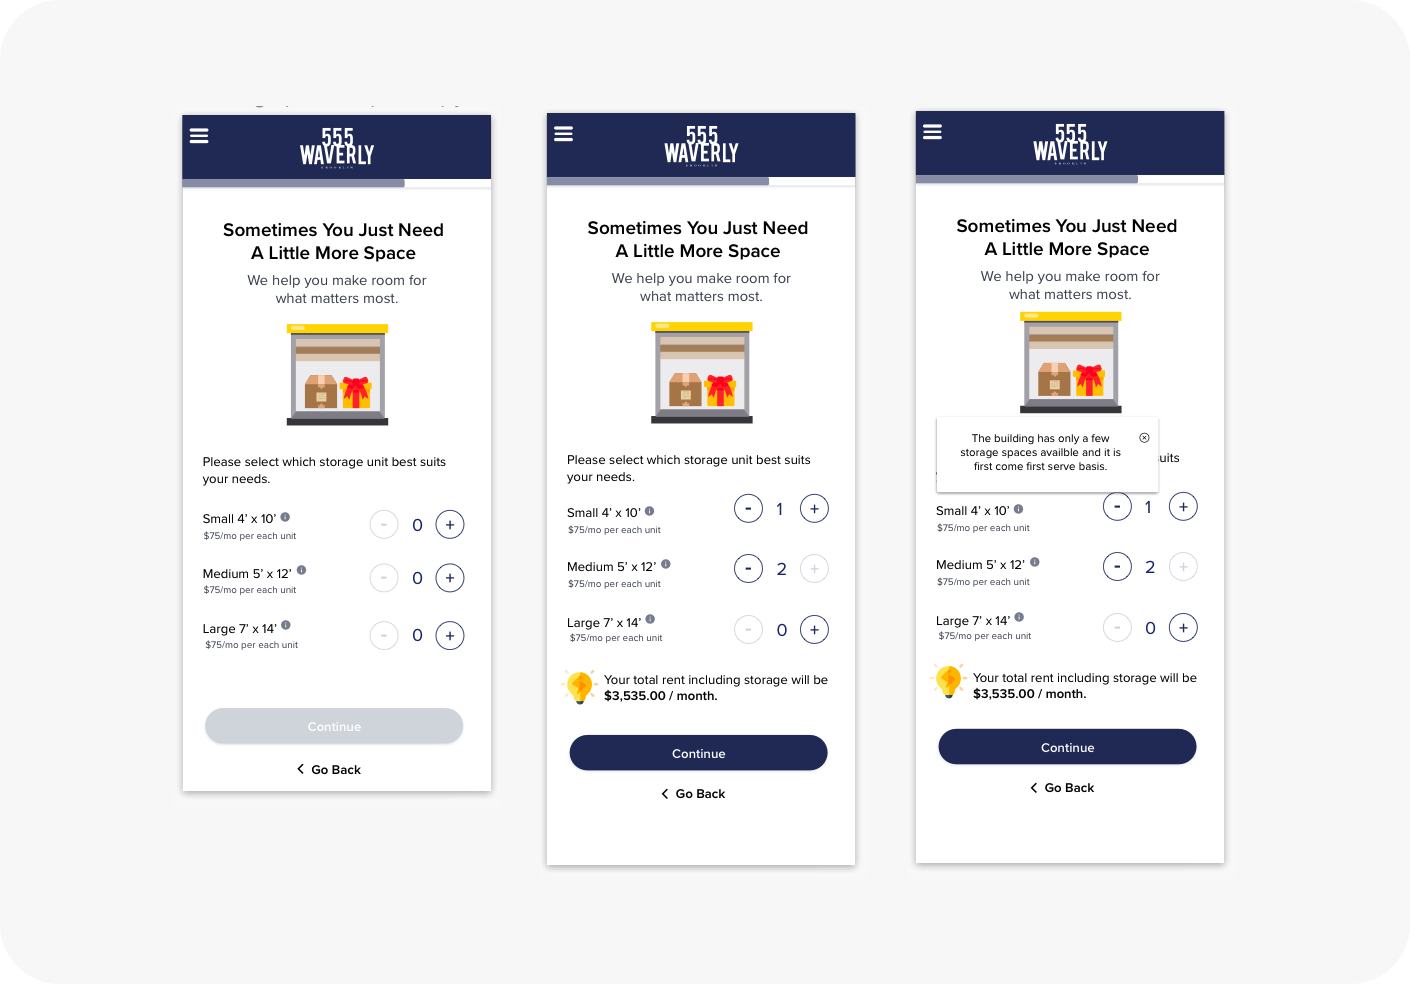 555
WAVERLY
BROOKLYN
Sometimes You Just Need
A Little More Space
We help you make room for
what matters most.
Please select which storage unit best suits
your needs.
Small 4’ x 10’
$75/mo per each unit
- 0 +
Medium 5’ x 12’
$75/mo per each unit
- 0 +
Large 7’ x 14’
$75/mo per each unit
- 0 +
Continue
Go Back
555
WAVERLY
BROOKLYN
Sometimes You Just Need
A Little More Space
We help you make room for
what matters most.
Please select which storage unit best suits
your needs.
Small 4’ x 10’
$75/mo per each unit
- 1 +
Medium 5’ x 12’
$75/mo per each unit
- 2 +
Large 7’ x 14’
$75/mo per each unit
- 0 +
Your total rent including storage will be
$3,535.00 / month.
Continue
Go Back
555
WAVERLY
BROOKLYN
Sometimes You Just Need
A Little More Space
We help you make room for
what matters most.
The building has only a few
storage spaces availble and it is
first come first serve basis.
uits
Small 4’ x 10’
$75/mo per each unit
- 1 +
Medium 5’ x 12’
$75/mo per each unit
- 2 +
Large 7’ x 14’
$75/mo per each unit
- 0 +
Your total rent including storage will be
$3,535.00 / month.
Continue
Go Back